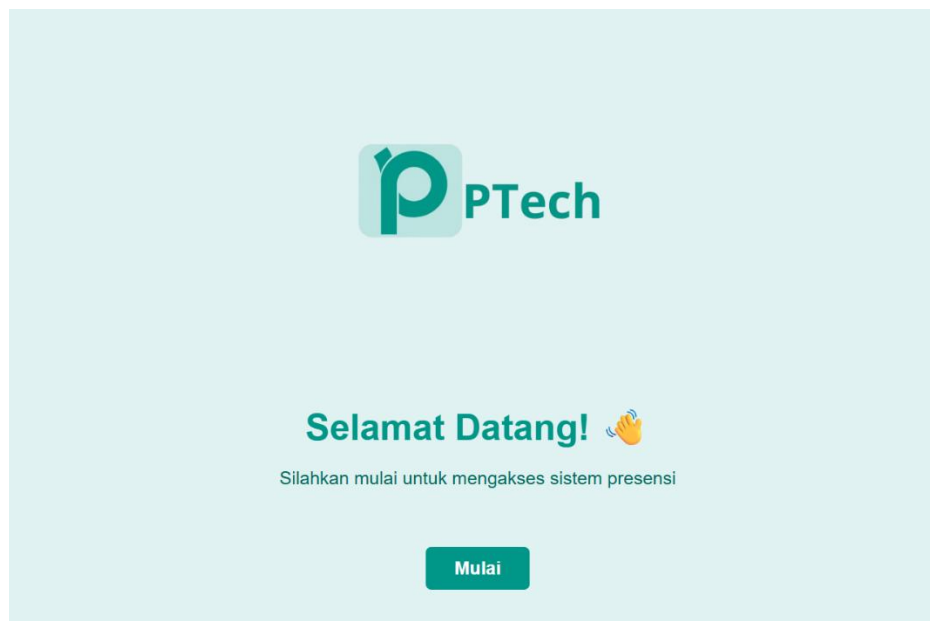 PTech
Selamat Datang! 👋
Silahkan mulai untuk mengakses sistem presensi
Mulai